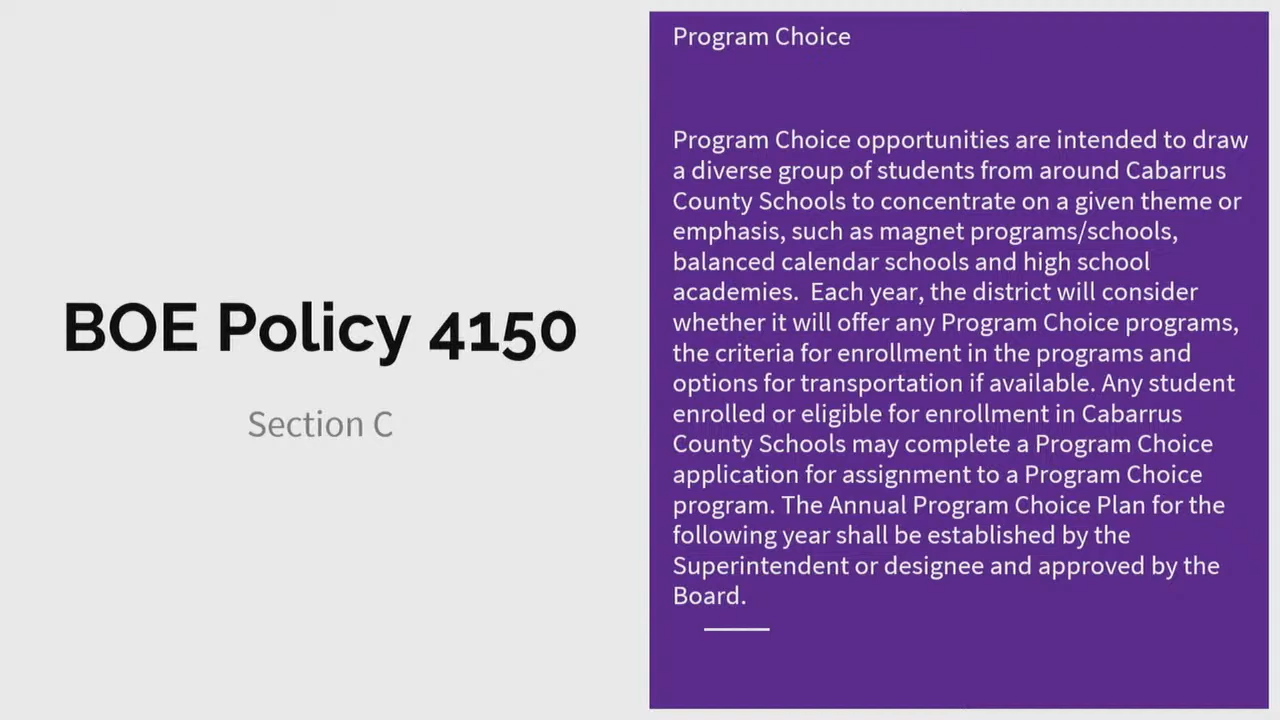 BOE Policy 4150
Section C
Program Choice
Program Choice opportunities are intended to draw
a diverse group of students from around Cabarrus
County Schools to concentrate on a given theme or
emphasis, such as magnet programs/schools,
balanced calendar schools and high school
academies.  Each year, the district will consider
whether it will offer any Program Choice programs,
the criteria for enrollment in the programs and
options for transportation if available. Any student
enrolled or eligible for enrollment in Cabarrus
County Schools may complete a Program Choice
application for assignment to a Program Choice
program. The Annual Program Choice Plan for the
following year shall be established by the
Superintendent or designee and approved by the
Board.